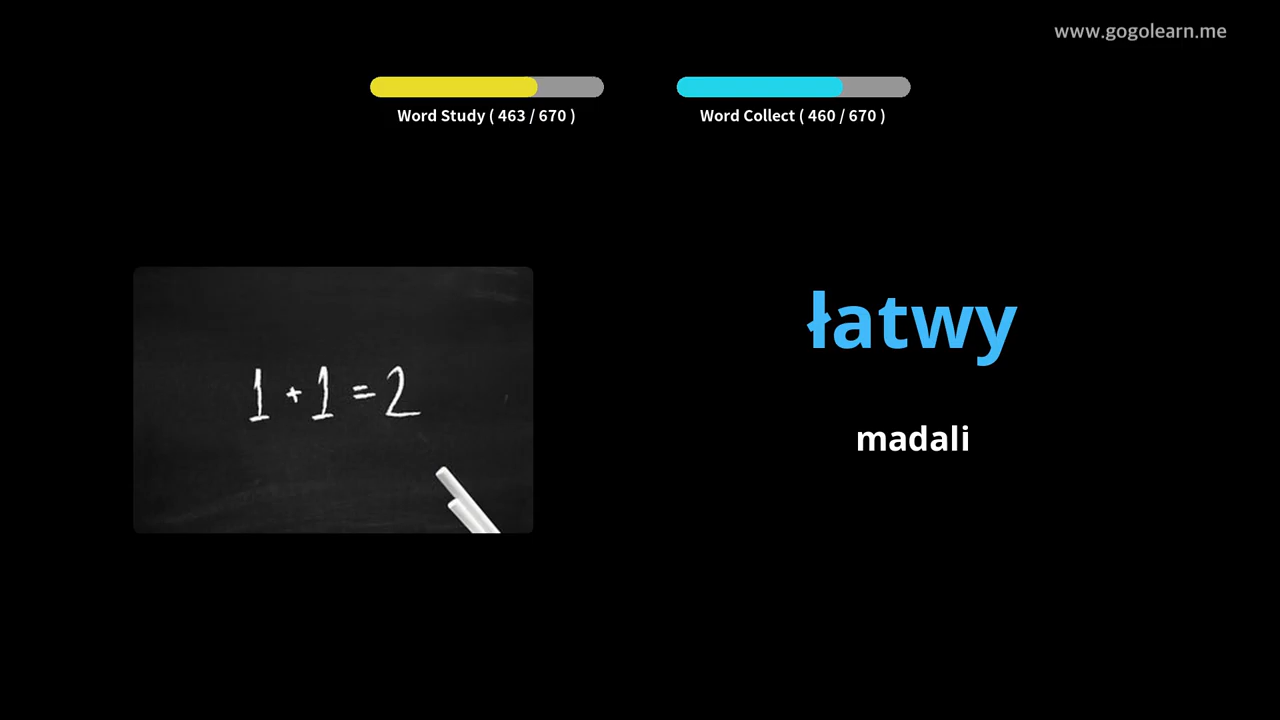 www.gogolearn.me
Word Study ( 463 / 670 )
Word Collect ( 460 / 670 )
1 + 1 = 2
łatwy
madali